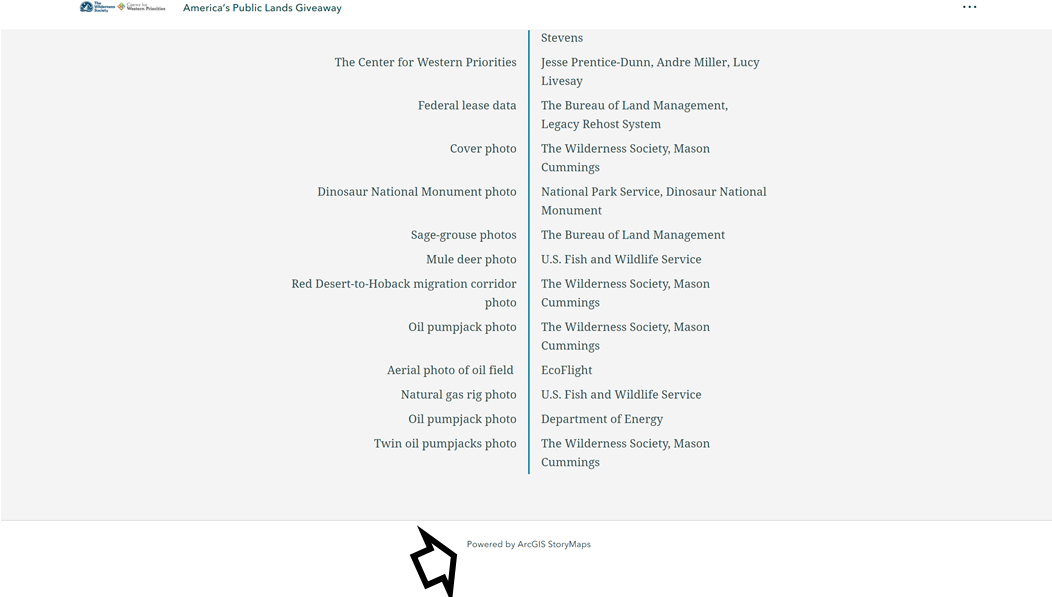 The Wilderness Society
Center for Western Priorities
America's Public Lands Giveaway
Stevens
The Center for Western Priorities
Jesse Prentice-Dunn, Andre Miller, Lucy
Livesay
Federal lease data
The Bureau of Land Management,
Legacy Rehost System
Cover photo
The Wilderness Society, Mason
Cummings
Dinosaur National Monument photo
National Park Service, Dinosaur National
Monument
Sage-grouse photos
The Bureau of Land Management
Mule deer photo
U.S. Fish and Wildlife Service
Red Desert-to-Hoback migration corridor
photo
The Wilderness Society, Mason
Cummings
Oil pumpjack photo
The Wilderness Society, Mason
Cummings
Aerial photo of oil field
EcoFlight
Natural gas rig photo
U.S. Fish and Wildlife Service
Oil pumpjack photo
Department of Energy
Twin oil pumpjacks photo
The Wilderness Society, Mason
Cummings
Powered by ArcGIS StoryMaps